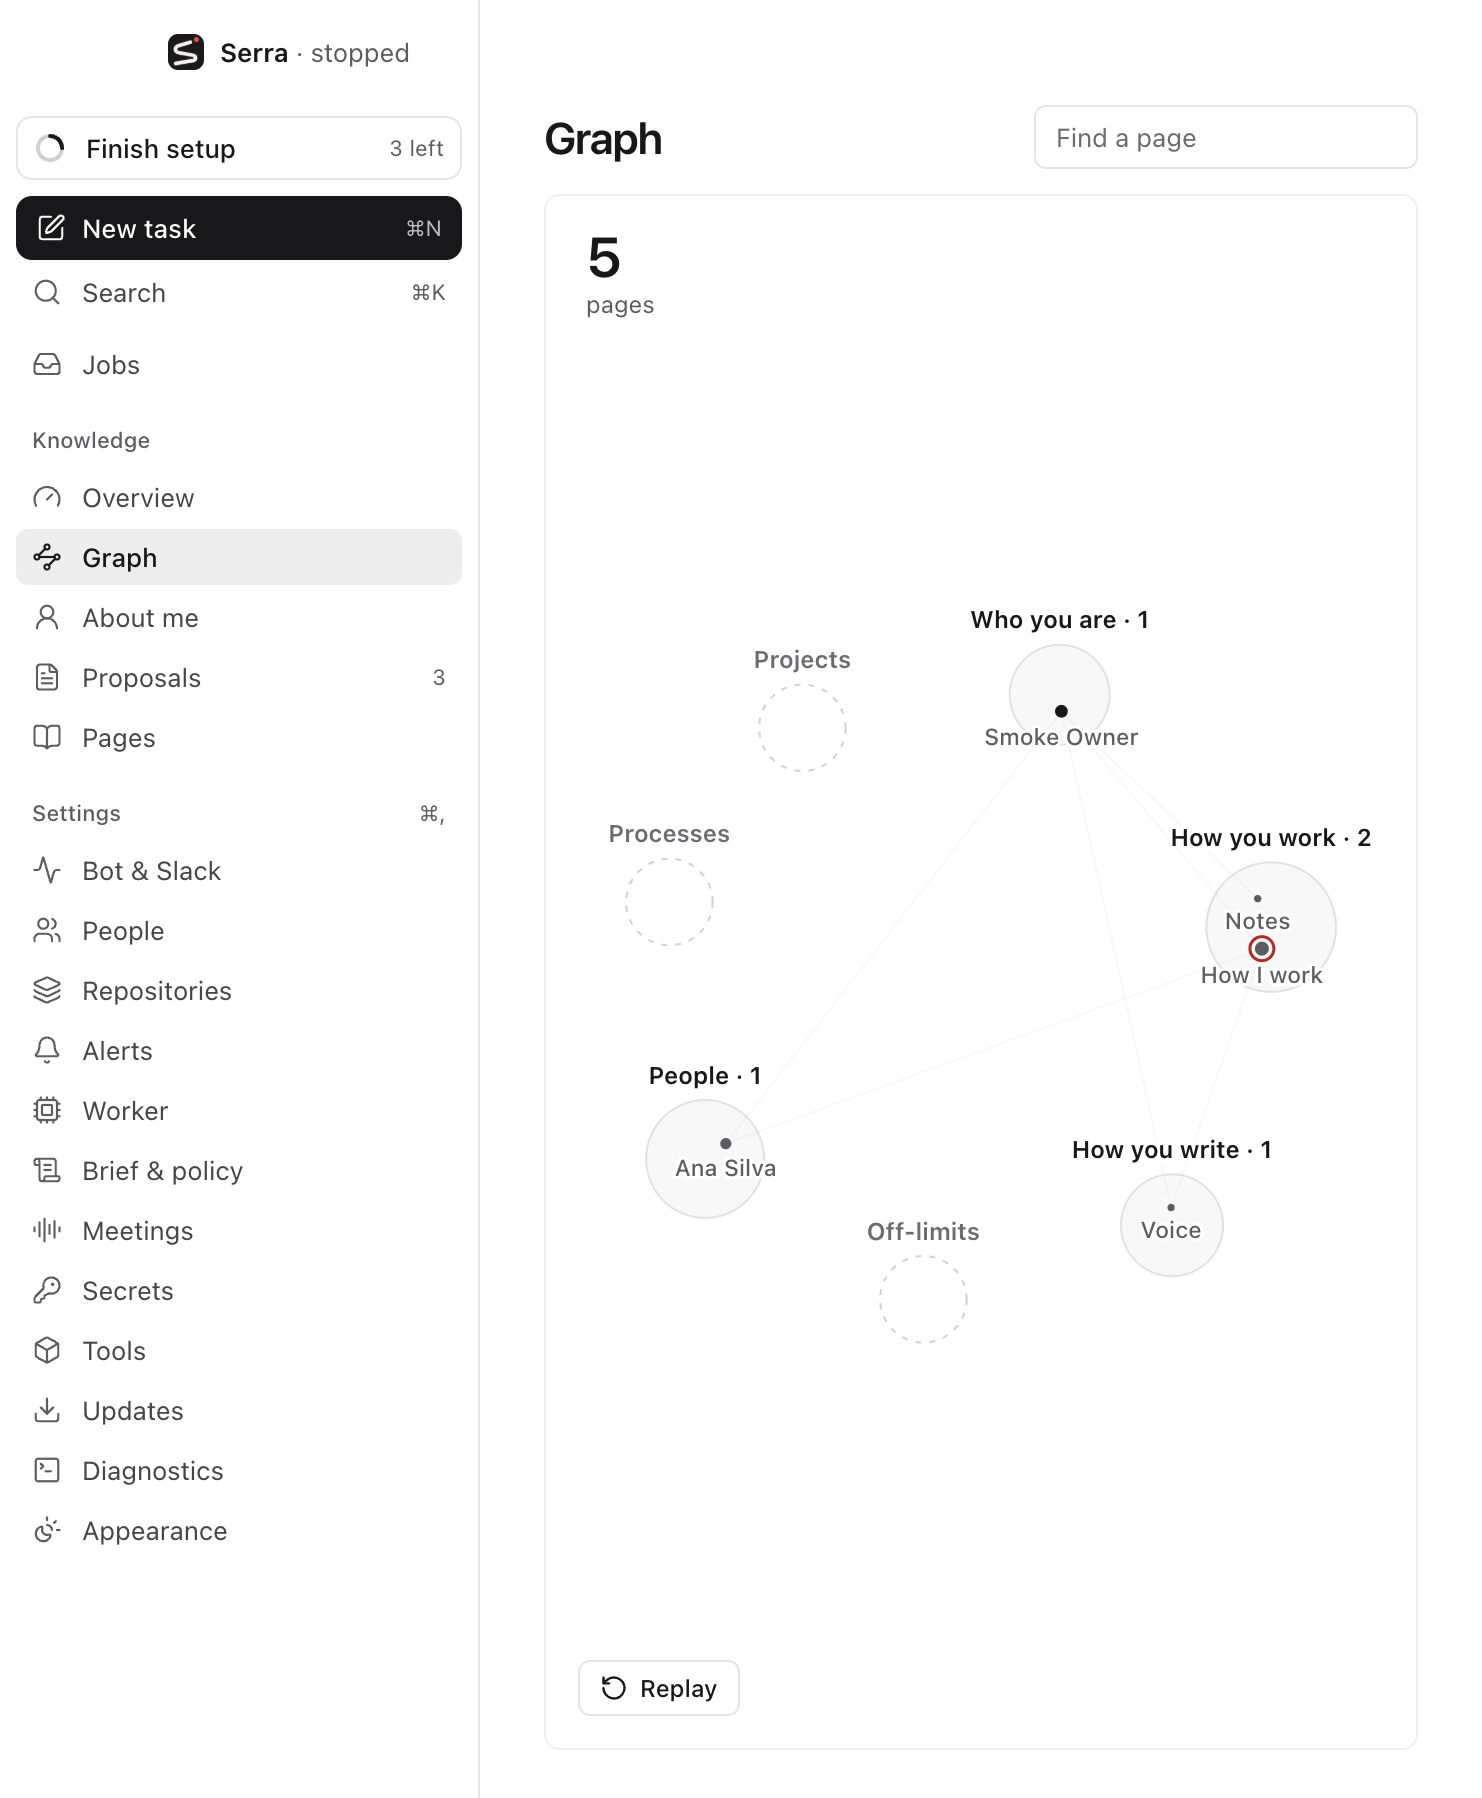 Serra · stopped
Finish setup 3 left
New task ⌘N
Search ⌘K
Jobs
Knowledge
Overview
Graph
About me
Proposals 3
Pages
Settings ⌘,
Bot & Slack
People
Repositories
Alerts
Worker
Brief & policy
Meetings
Secrets
Tools
Updates
Diagnostics
Appearance
Graph
Find a page
5
pages
Who you are · 1
Projects
Smoke Owner
Processes
How you work · 2
Notes
How I work
People · 1
How you write · 1
Ana Silva
Off-limits
Voice
Replay